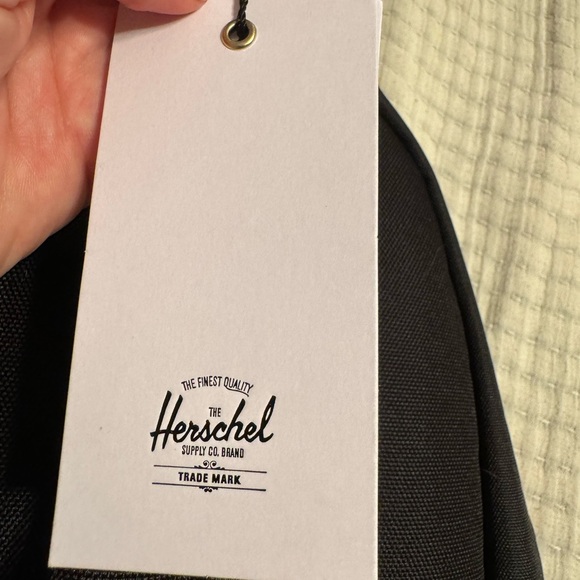 THE FINEST QUALITY
THE
Herschel
SUPPLY CO. BRAND
TRADE MARK